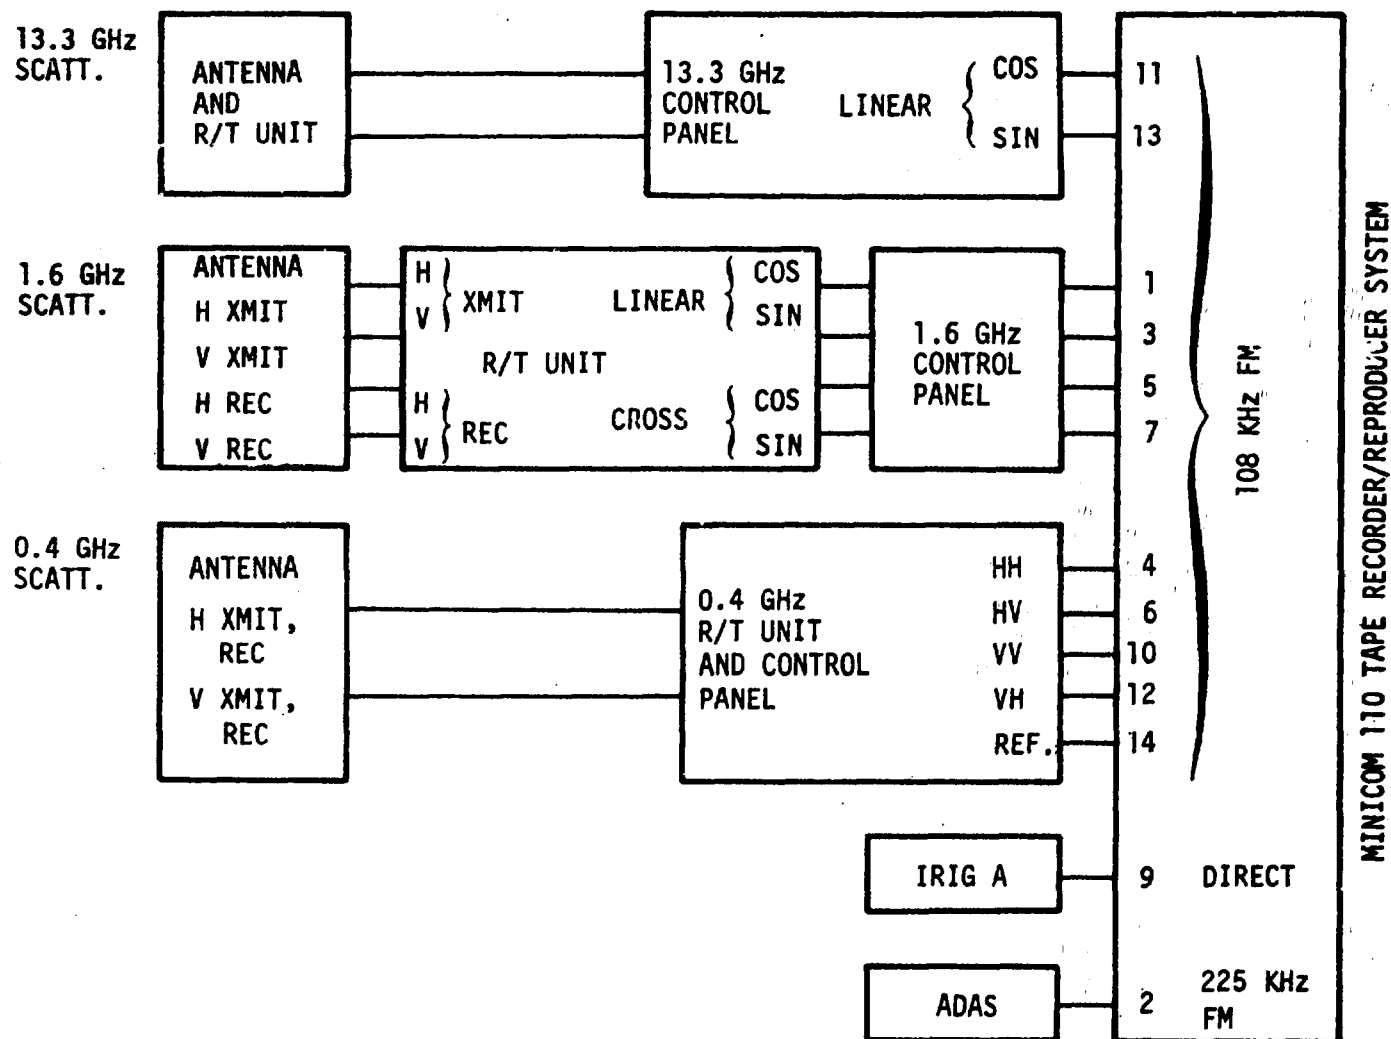 13.3 GHz
SCATT.
ANTENNA
AND
R/T UNIT
13.3 GHz
CONTROL
PANEL
LINEAR
COS
SIN
11
13
1.6 GHz
SCATT.
ANTENNA
H XMIT
V XMIT
H REC
V REC
H
V
XMIT
LINEAR
COS
SIN
R/T UNIT
H
V
REC
CROSS
COS
SIN
1.6 GHz
CONTROL
PANEL
1
3
5
7
108 KHz FM
0.4 GHz
SCATT.
ANTENNA
H XMIT,
REC
V XMIT,
REC
0.4 GHz
R/T UNIT
AND CONTROL
PANEL
HH
HV
VV
VH
REF.
4
6
10
12
14
IRIG A
9
DIRECT
ADAS
2
225 KHz
FM
MINICOM 110 TAPE RECORDER/REPRODUCER SYSTEM